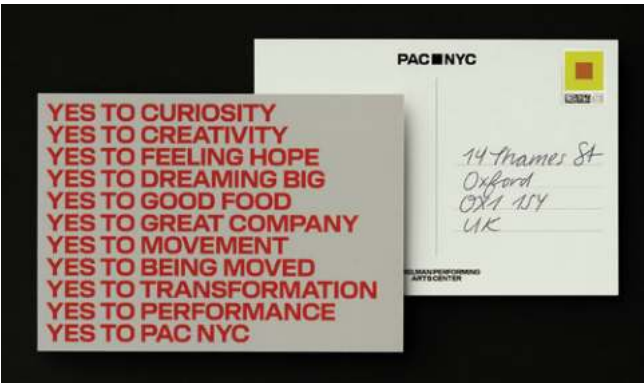 YES TO CURIOSITY
YES TO CREATIVITY
YES TO FEELING HOPE
YES TO DREAMING BIG
YES TO GOOD FOOD
YES TO GREAT COMPANY
YES TO MOVEMENT
YES TO BEING MOVED
YES TO TRANSFORMATION
YES TO PERFORMANCE
YES TO PAC NYC
PAC■NYC
14 Thames St
Oxford
OX1 1SY
UK
PERFORMING
ARTS CENTER